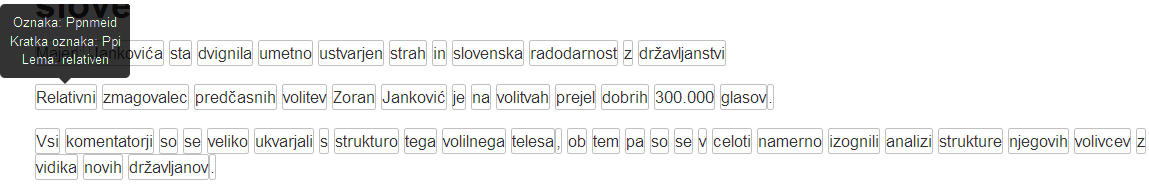 slove
Oznaka: Ppnmeid
Kratka oznaka: Ppi
Lema: relativen
Jankovića sta dvignila umetno ustvarjen strah in slovenska radodarnost z državljanstvi
Relativni zmagovalec predčasnih volitev Zoran Janković je na volitvah prejel dobrih 300.000 glasov.
Vsi komentatorji so se veliko ukvarjali s strukturo tega volilnega telesa, ob tem pa so se v celoti namerno izognili analizi strukture njegovih volivcev z
vidika novih državljanov.